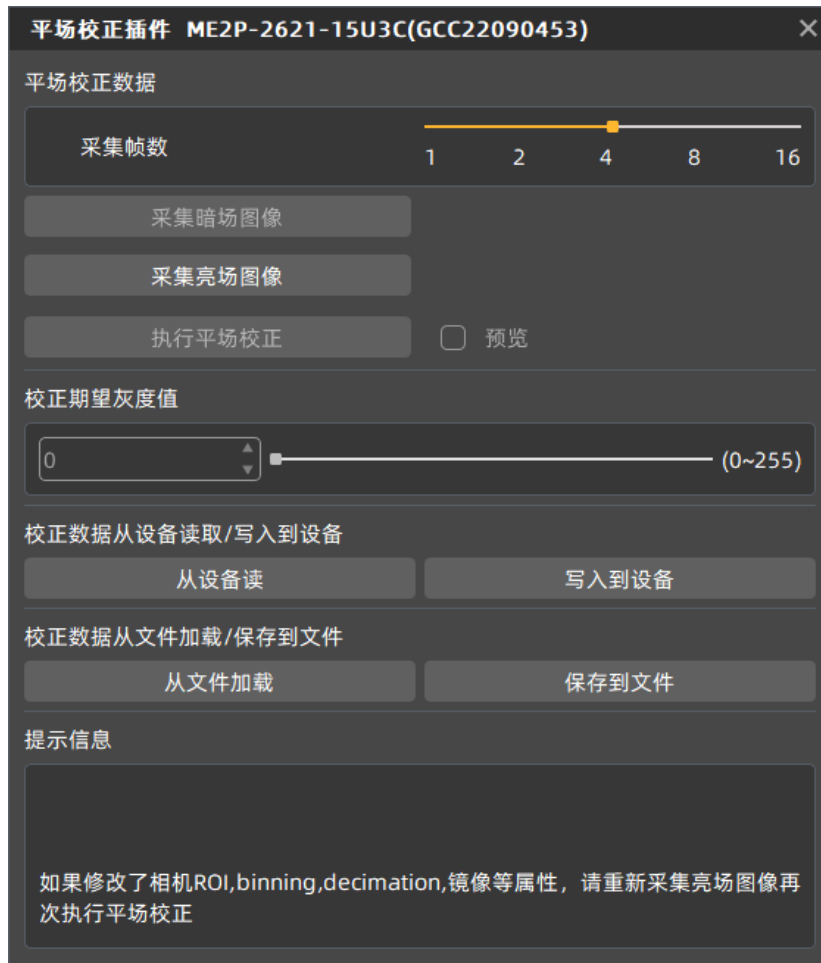 平场校正插件 ME2P-2621-15U3C(GCC22090453)
平场校正数据
采集帧数
1 2 4 8 16
采集暗场图像
采集亮场图像
执行平场校正 预览
校正期望灰度值
0 (0~255)
校正数据从设备读取/写入到设备
从设备读 写入到设备
校正数据从文件加载/保存到文件
从文件加载 保存到文件
提示信息
如果修改了相机ROI,binning,decimation,镜像等属性，请重新采集亮场图像再
次执行平场校正